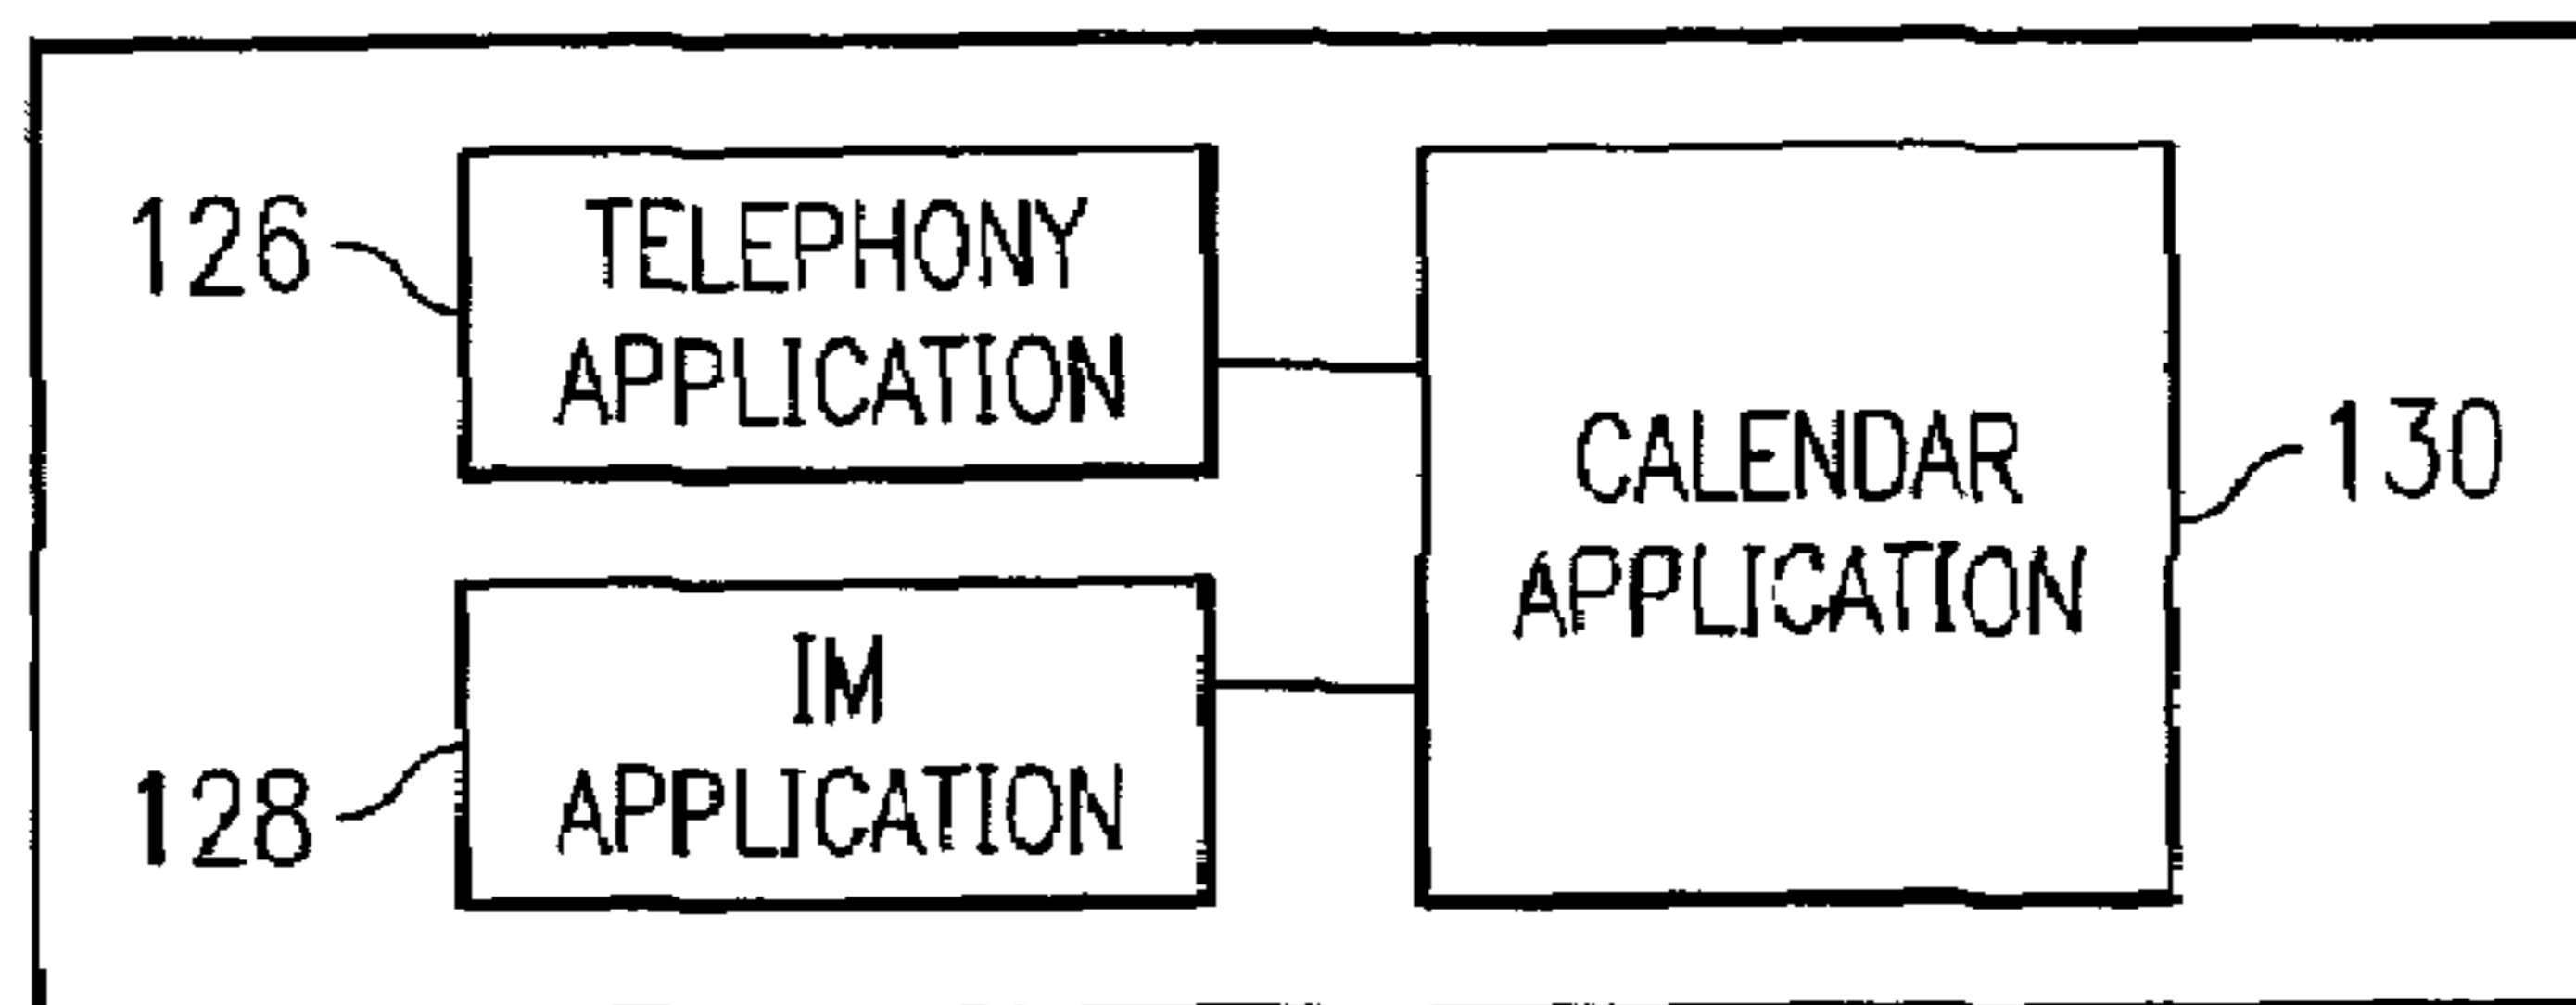 126
TELEPHONY
APPLICATION
128
IM
APPLICATION
CALENDAR
APPLICATION
130